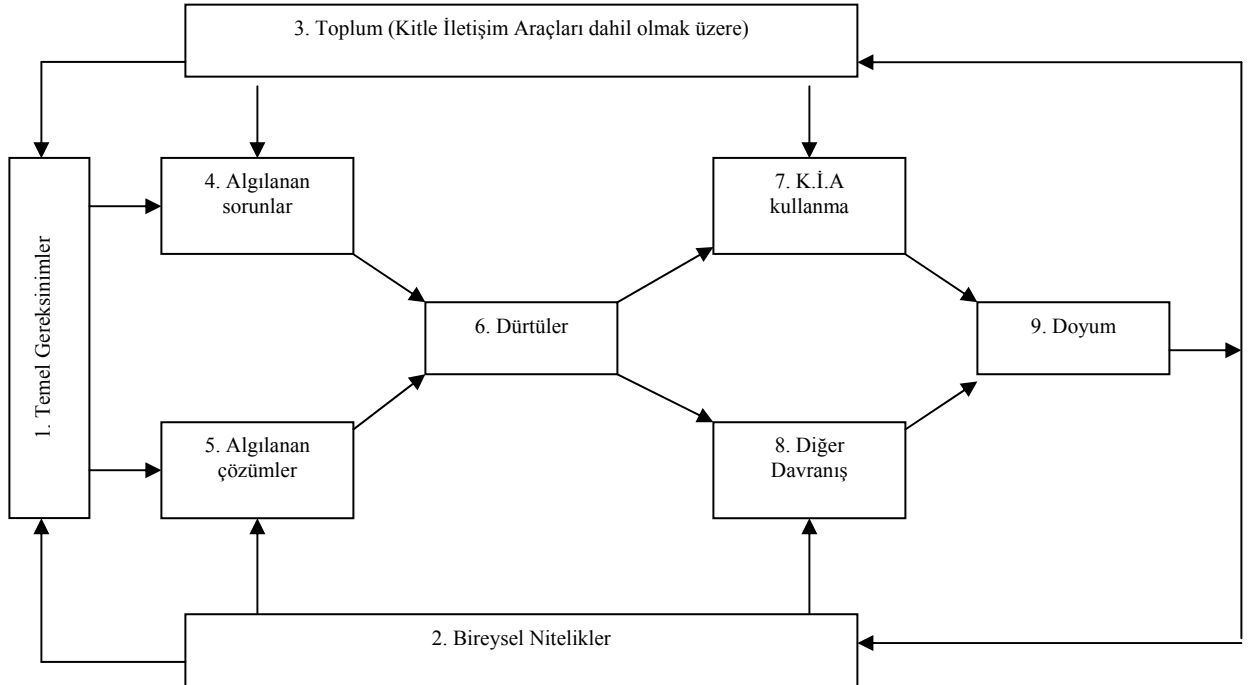 3. Toplum (Kitle İletişim Araçları dahil olmak üzere)
1. Temel Gereksinimler
4. Algılanan
sorunlar
7. K.İ.A
kullanma
6. Dürtüler
9. Doyum
5. Algılanan
çözümler
8. Diğer
Davranış
2. Bireysel Nitelikler